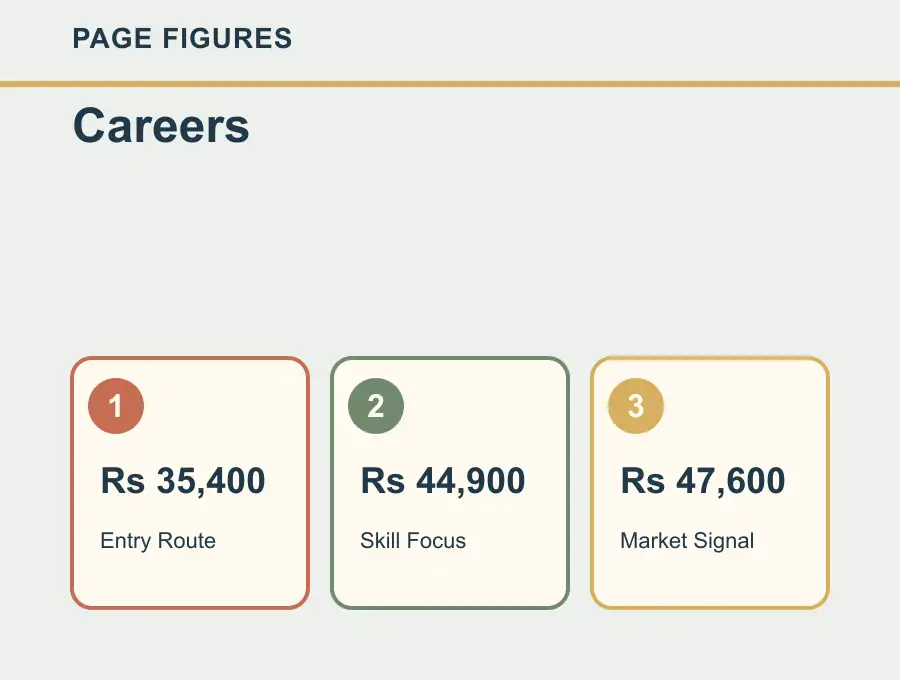 PAGE FIGURES
Careers
1
Rs 35,400
Entry Route
2
Rs 44,900
Skill Focus
3
Rs 47,600
Market Signal